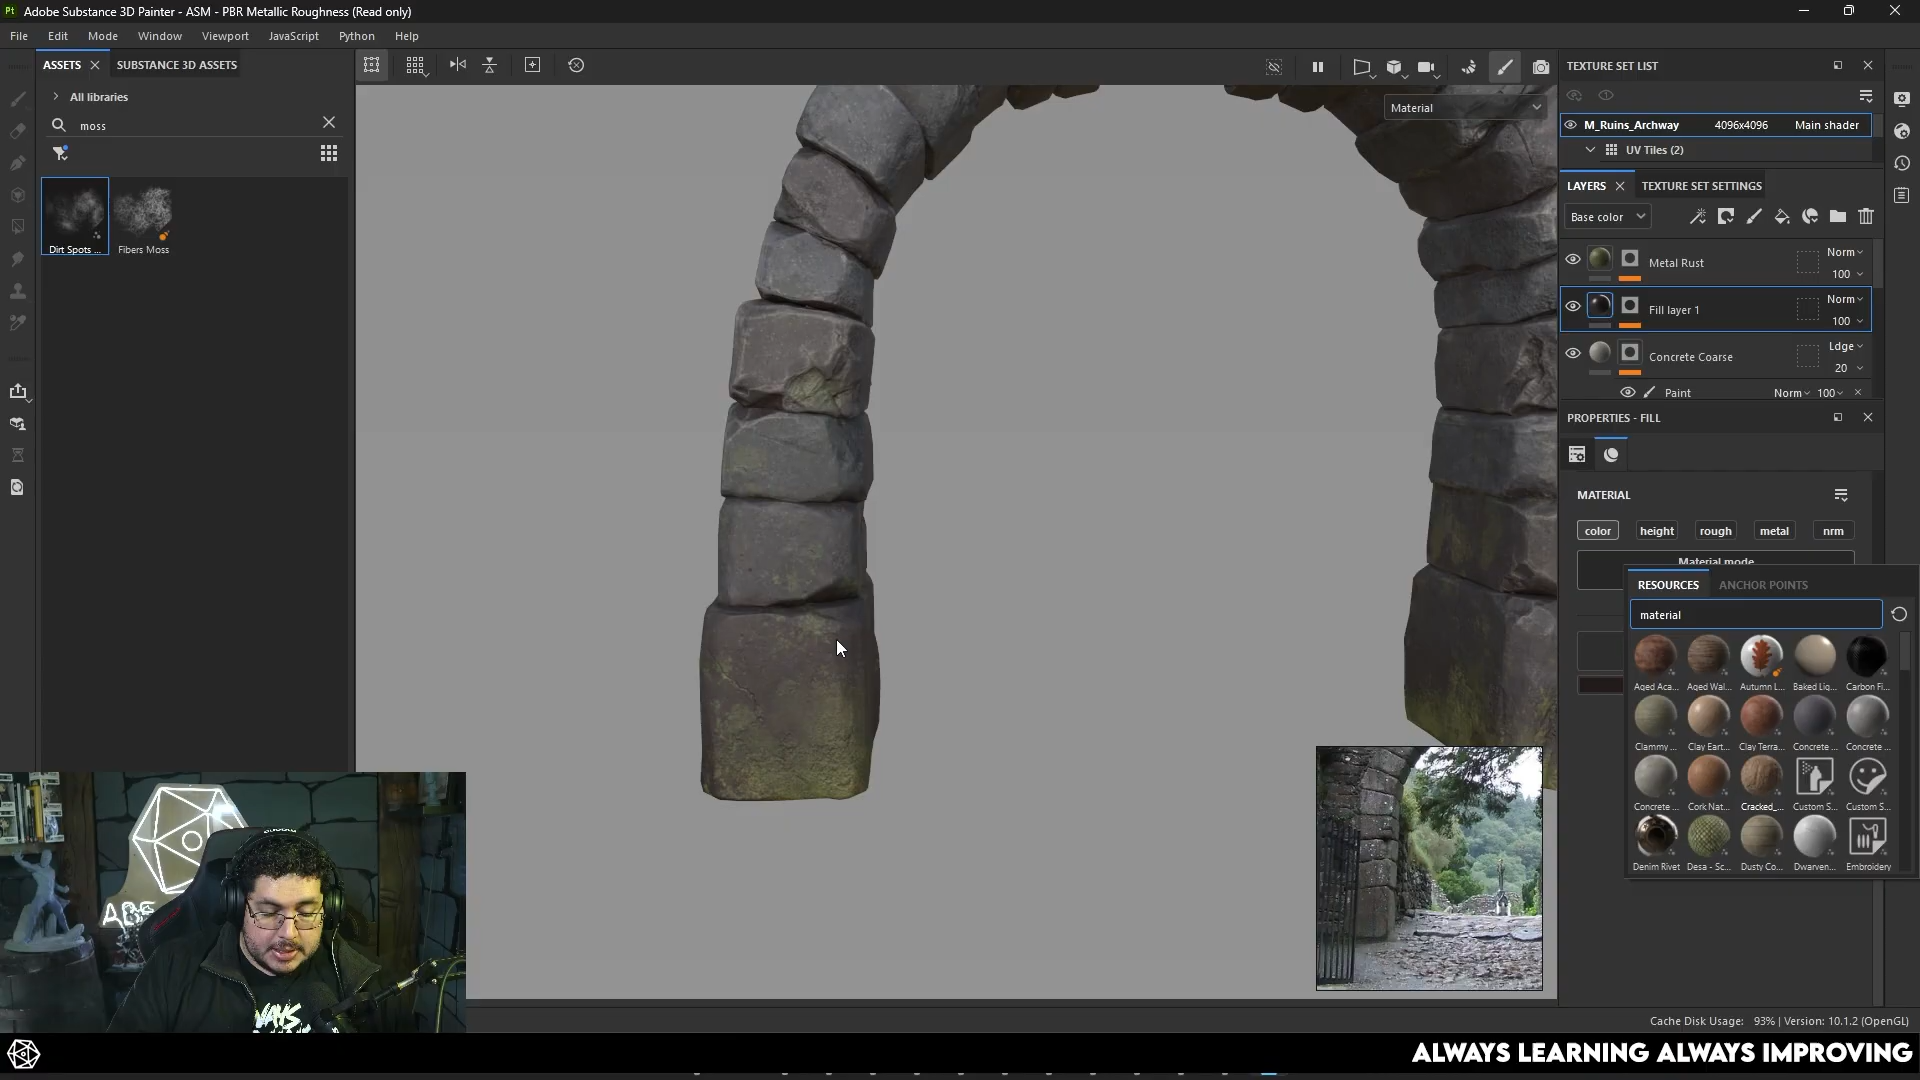 Pt Adobe Substance 3D Painter - ASM - PBR Metallic Roughness (Read only)
File Edit Mode Window Viewport JavaScript Python Help
ASSETS SUBSTANCE 3D ASSETS
All libraries
moss
Dirt Spots ...
Fibers Moss
Material
TEXTURE SET LIST
M_Ruins_Archway 4096x4096 Main shader
UV Tiles (2)
LAYERS TEXTURE SET SETTINGS
Base color
Metal Rust Norm 100
Fill layer 1 Norm 100
Concrete Coarse Ldge 20
Paint Norm 100
PROPERTIES - FILL
MATERIAL
color height rough metal nrm
Material mode
RESOURCES ANCHOR POINTS
material
Aged Aca... Aged Wal... Autumn L... Baked Lig... Carbon Fi...
Clammy ... Clay Eart... Clay Terra... Concrete ... Concrete ...
Concrete ... Cork Nat... Cracked_... Custom S... Custom S...
Denim Rivet Desa - Sc... Dusty Co... Dwarven... Embroidery
Cache Disk Usage: 93% | Version: 10.1.2 (OpenGL)
ALWAYS LEARNING ALWAYS IMPROVING